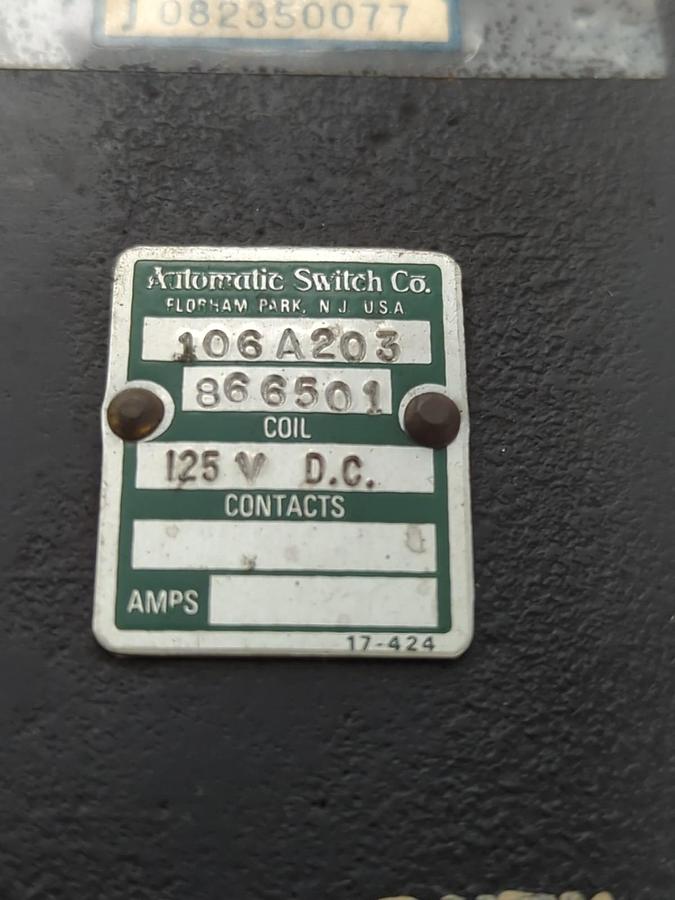 J 082350077
Automatic Switch Co.
FLORHAM PARK, N.J. U.S.A.
106A203
866501
COIL
125 V D.C.
CONTACTS
AMPS
17-424